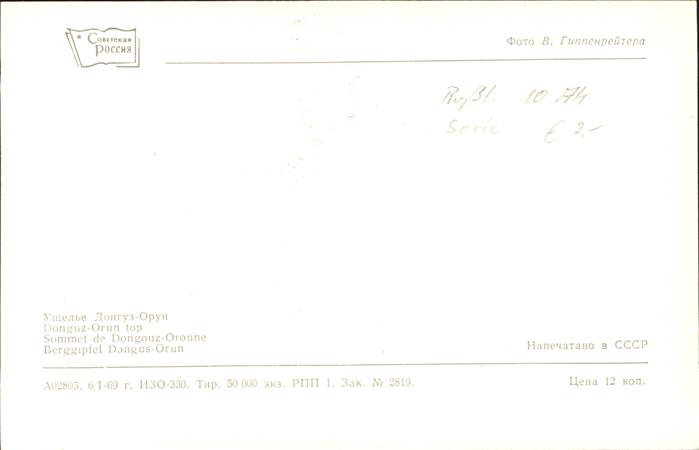 Советская
Россия
Фото В. Гиппенрейтера
Rußl. 10 AK
Serie € 2,-
Ущелье Донгуз-Орун
Donguz-Orun top
Sommet de Dongouz-Oroune
Berggipfel Dongus-Orun
Напечатано в СССР
А02805. 6/I-69 г. ИЗО-330. Тир. 50 000 экз. РПП 1. Зак. № 2819.
Цена 12 коп.